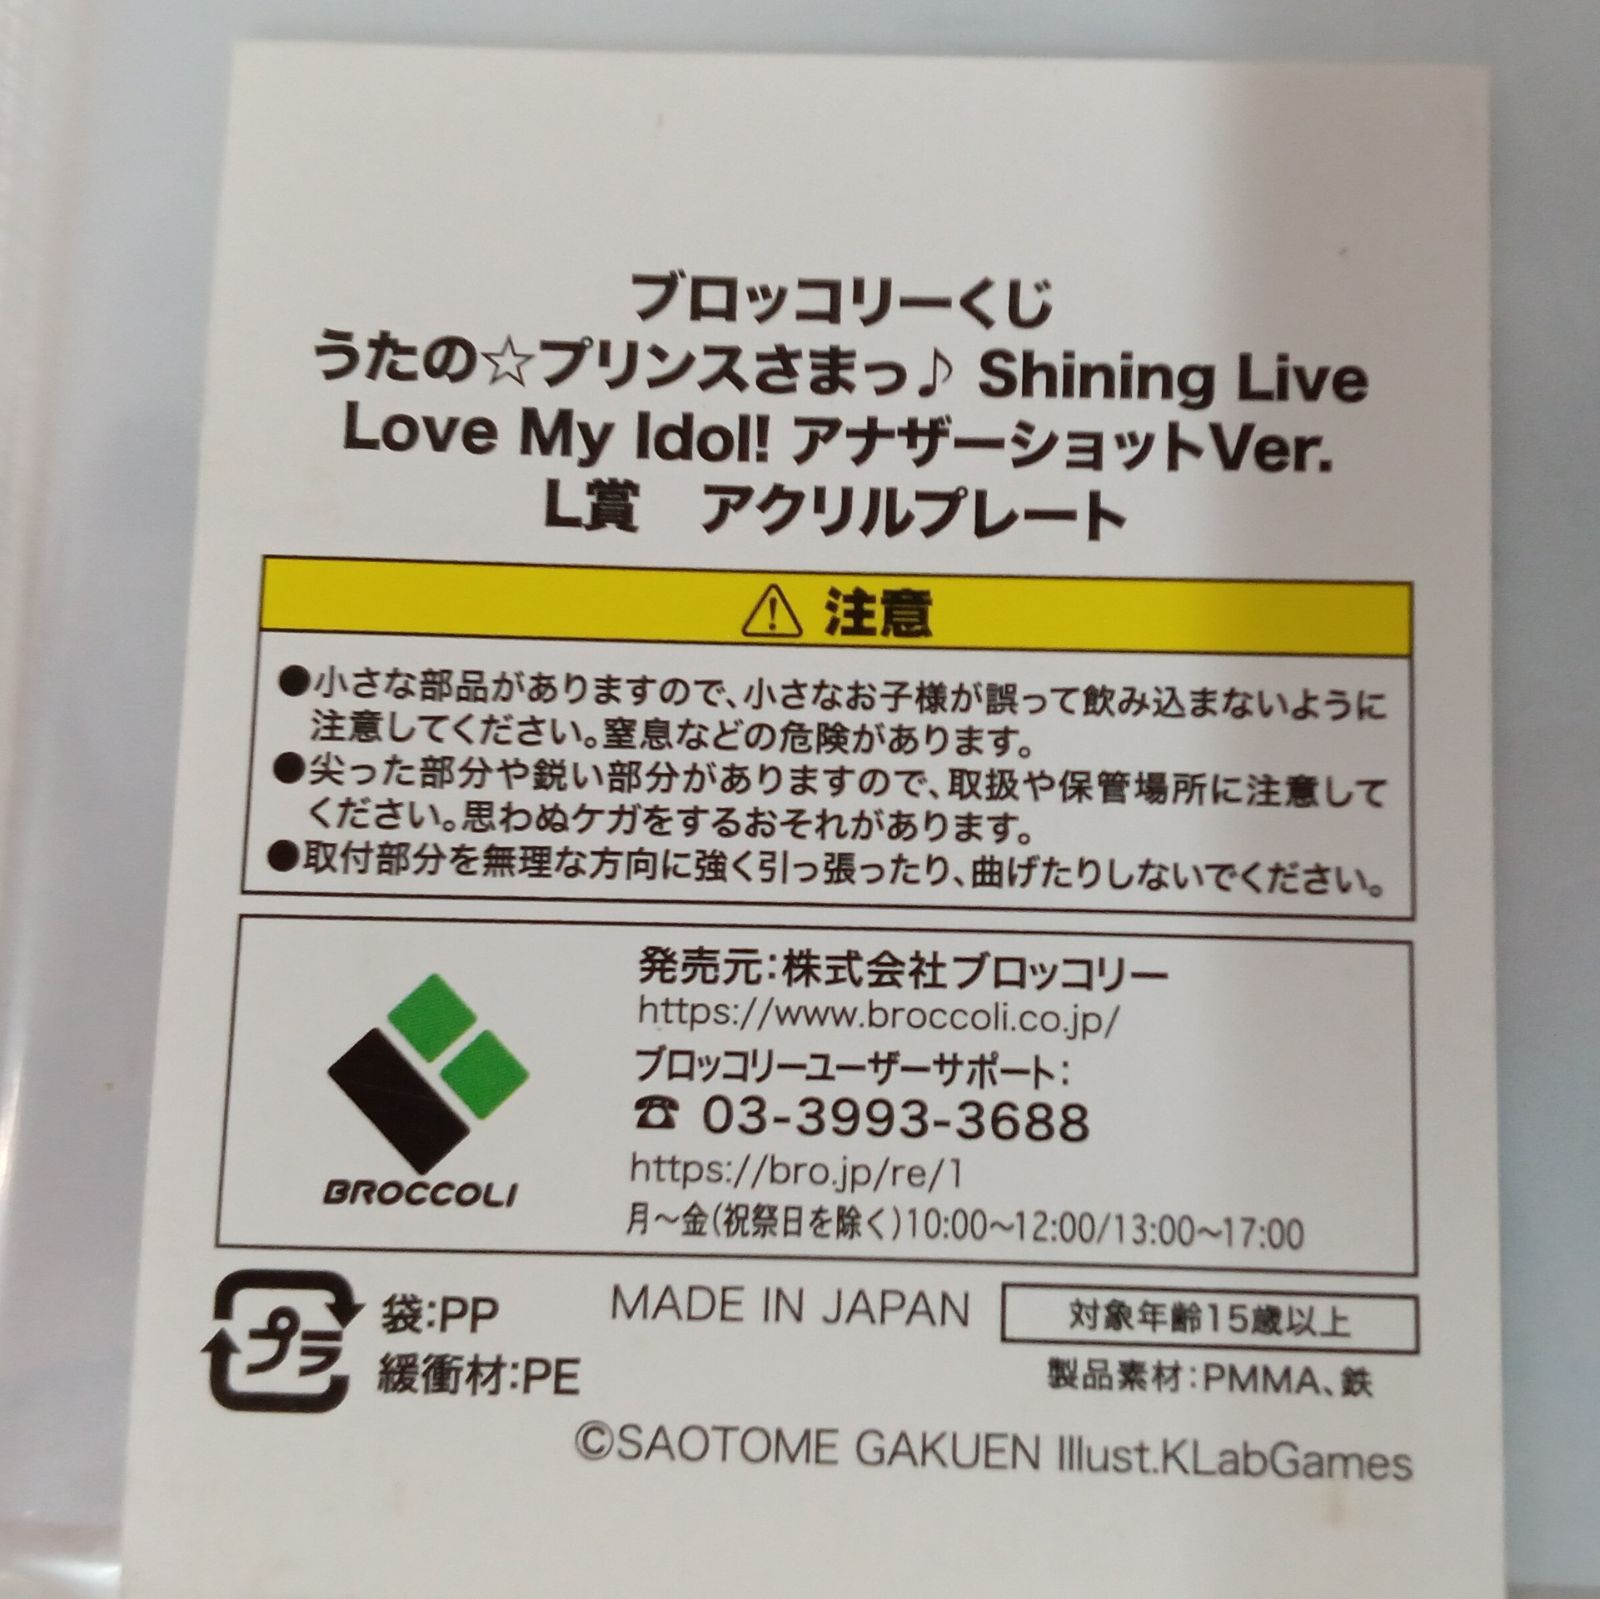 ブロッコリーくじ
うたの☆プリンスさまっ♪ Shining Live
Love My Idol! アナザーショットVer.
L賞　アクリルプレート
⚠ 注意
●小さな部品がありますので、小さなお子様が誤って飲み込まないように
注意してください。窒息などの危険があります。
●尖った部分や鋭い部分がありますので、取扱や保管場所に注意して
ください。思わぬケガをするおそれがあります。
●取付部分を無理な方向に強く引っ張ったり、曲げたりしないでください。
発売元:株式会社ブロッコリー
https://www.broccoli.co.jp/
ブロッコリーユーザーサポート:
☎ 03-3993-3688
https://bro.jp/re/1
月～金(祝祭日を除く)10:00～12:00/13:00～17:00
BROCCOLI
プラ
袋:PP
緩衝材:PE
MADE IN JAPAN
対象年齢15歳以上
製品素材:PMMA、鉄
©SAOTOME GAKUEN Illust.KLabGames